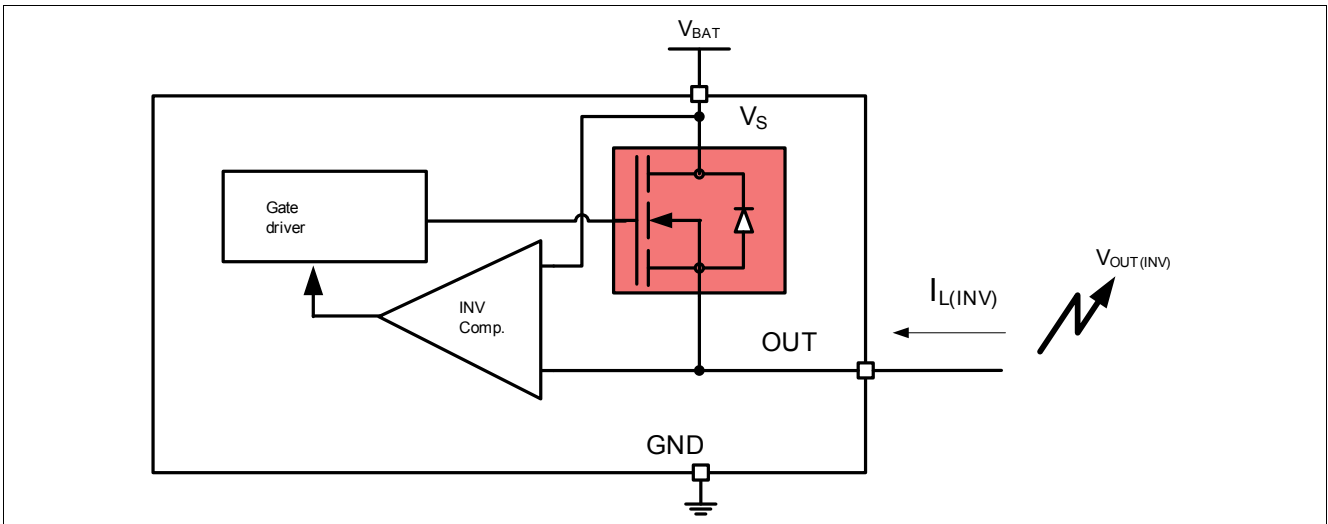 VBAT
VS
Gate
driver
INV
Comp.
VOUT(INV)
IL(INV)
OUT
GND